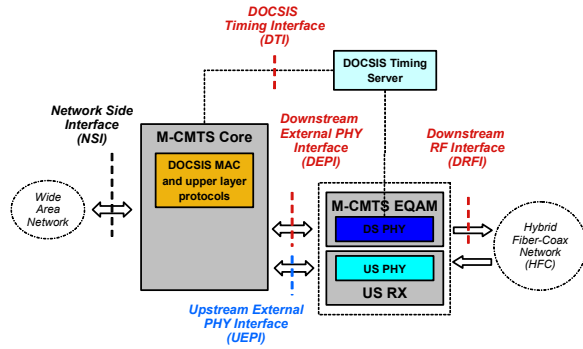 DOCSIS
Timing Interface
(DTI)
DOCSIS Timing
Server
Network Side
Interface
(NSI)
M-CMTS Core
DOCSIS MAC
and upper layer
protocols
Downstream
External PHY
Interface
(DEPI)
Downstream
RF Interface
(DRFI)
Wide
Area
Network
M-CMTS EQAM
DS PHY
US PHY
US RX
Hybrid
Fiber-Coax
Network
(HFC)
Upstream External
PHY Interface
(UEPI)